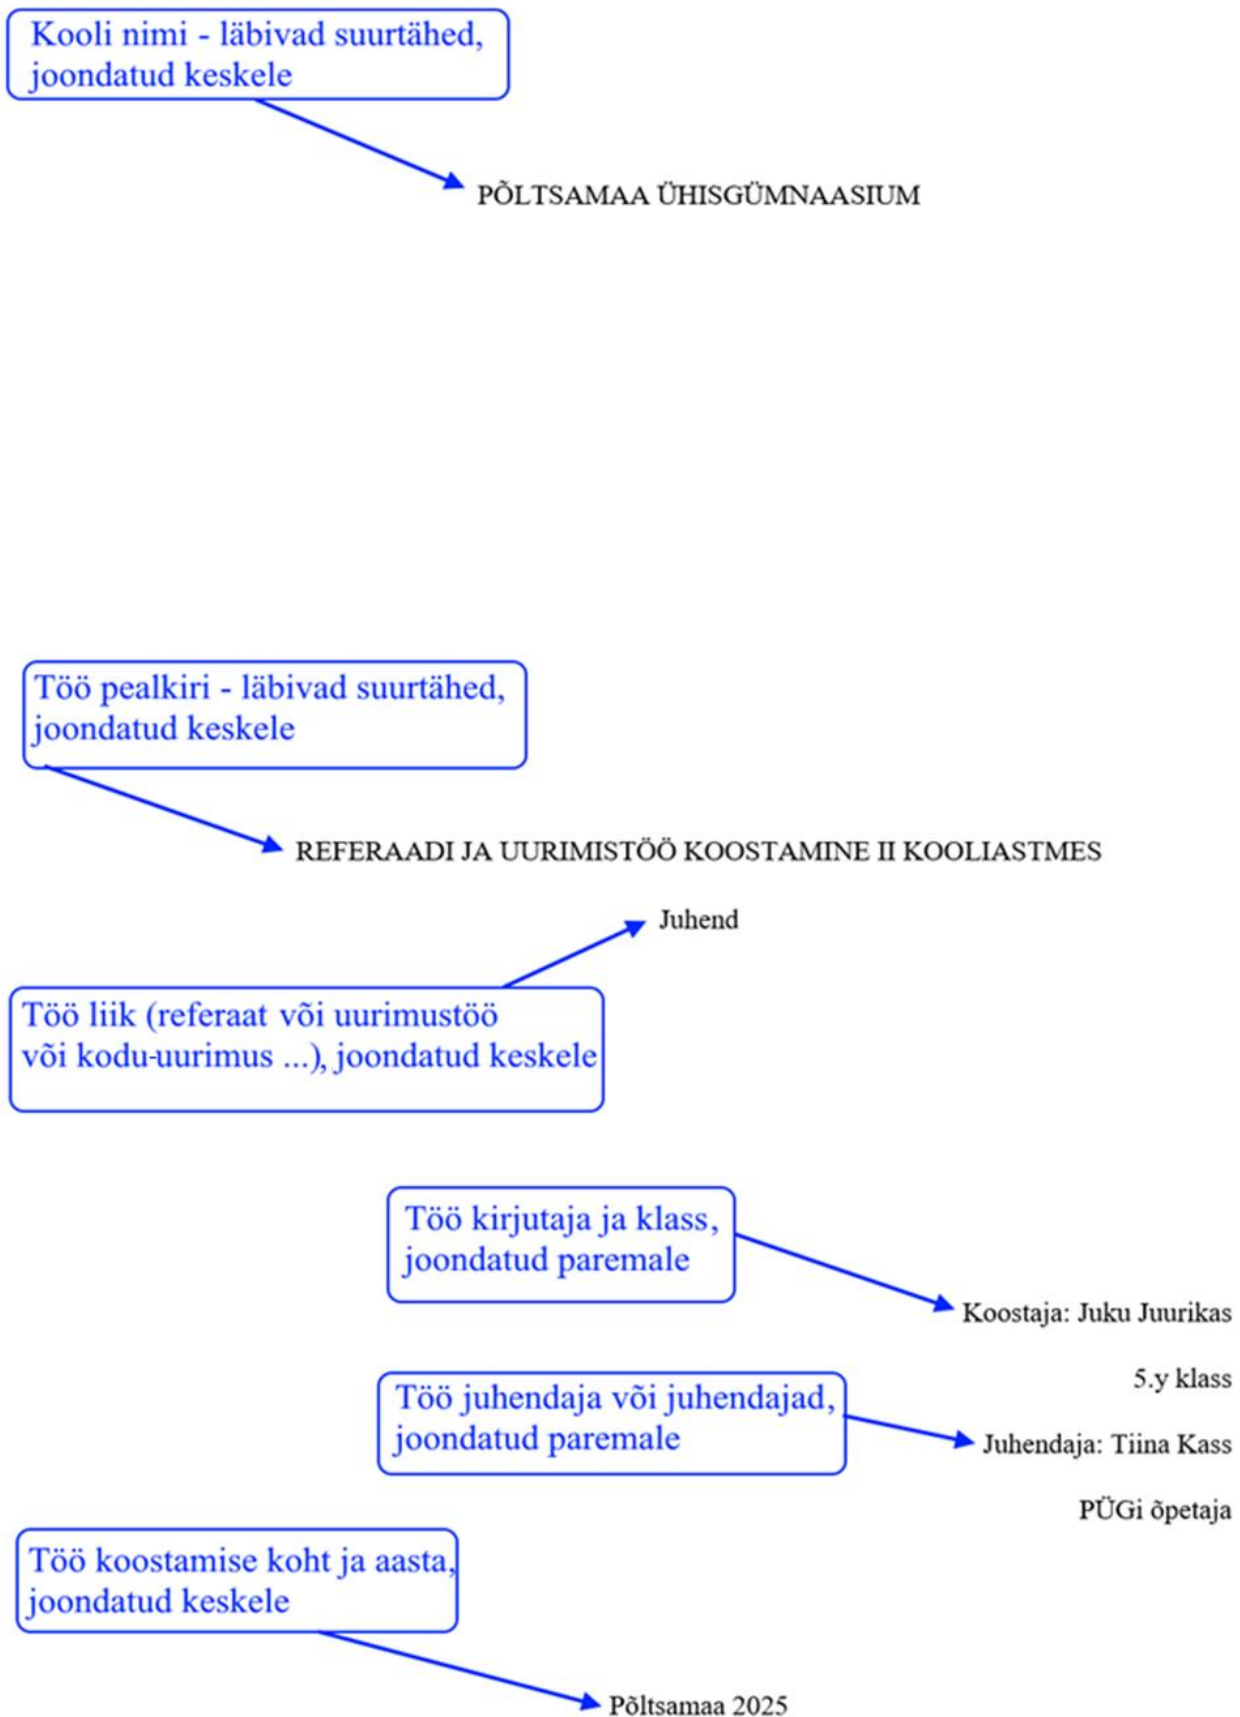 Kooli nimi - läbivad suurtähed,
joondatud keskele
PÕLTSAMAA ÜHISGÜMNAASIUM
Töö pealkiri - läbivad suurtähed,
joondatud keskele
REFERAADI JA UURIMISTÖÖ KOOSTAMINE II KOOLIASTMES
Juhend
Töö liik (referaat või uurimustöö
või kodu-uurimus ...), joondatud keskele
Töö kirjutaja ja klass,
joondatud paremale
Koostaja: Juku Juurikas
5.y klass
Töö juhendaja või juhendajad,
joondatud paremale
Juhendaja: Tiina Kass
PÜGi õpetaja
Töö koostamise koht ja aasta,
joondatud keskele
Põltsamaa 2025